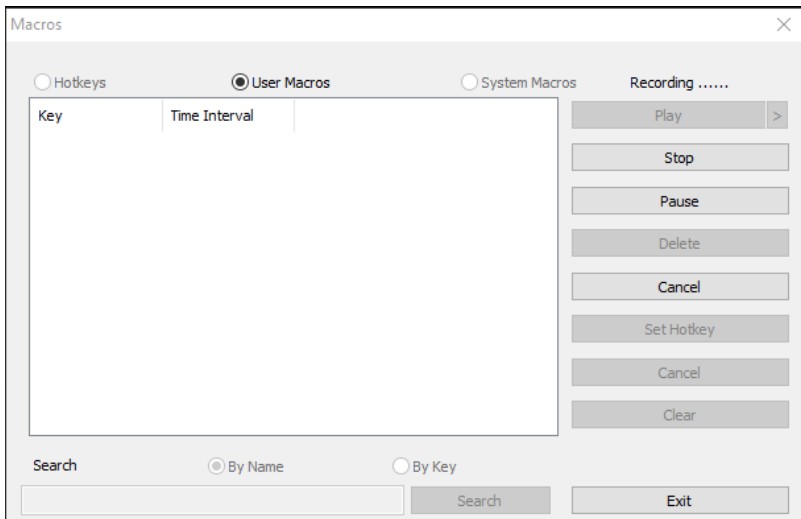 Macros
Hotkeys User Macros System Macros Recording ......
Key Time Interval
Play >
Stop
Pause
Delete
Cancel
Set Hotkey
Cancel
Clear
Search By Name By Key
Search Exit